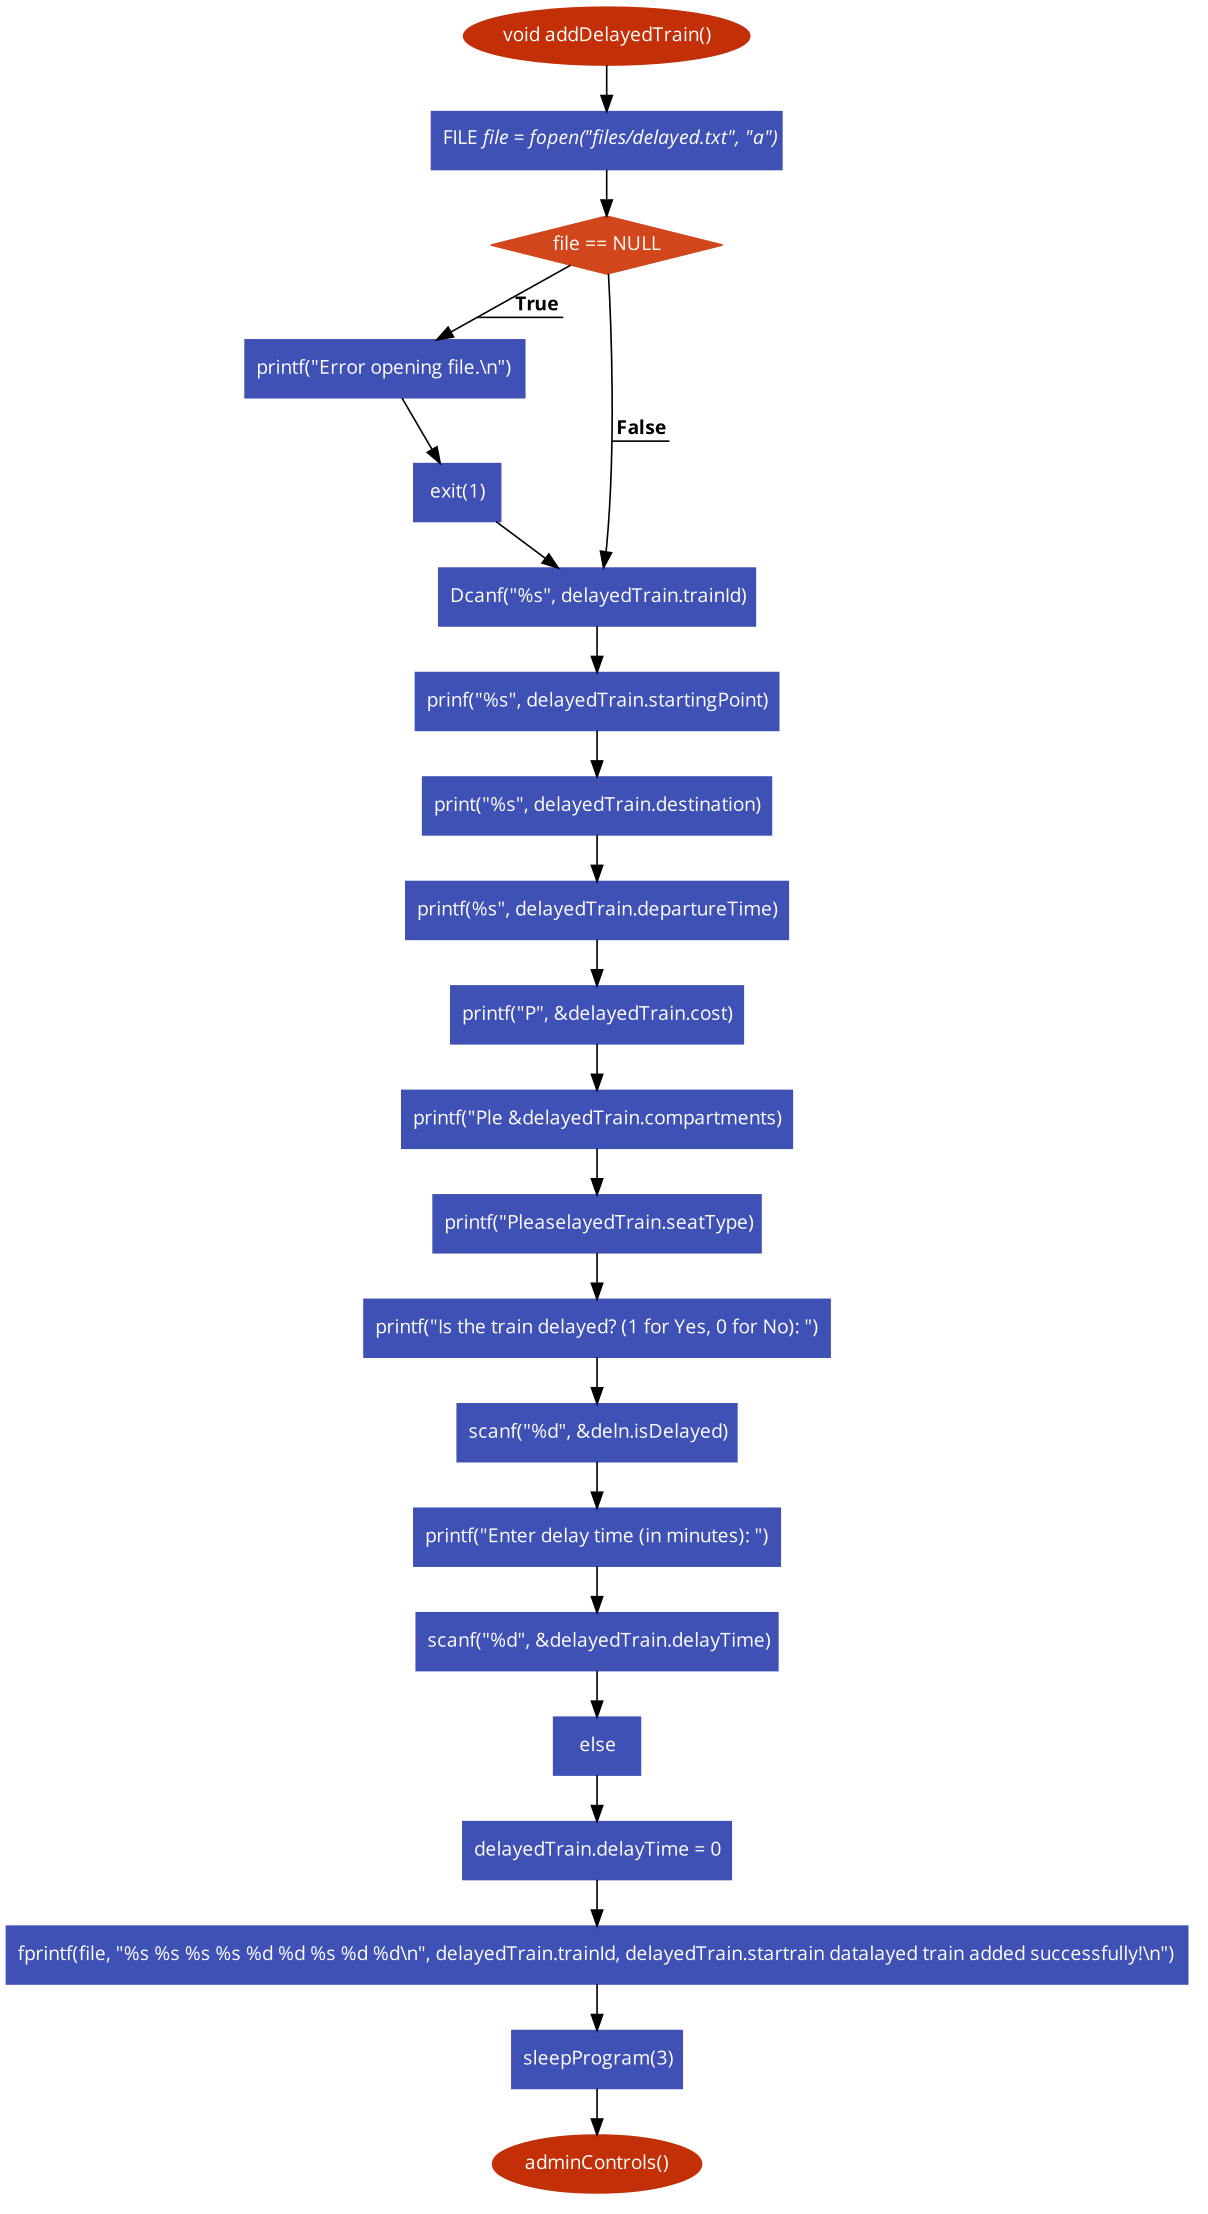 void addDelayedTrain()
FILE file = fopen("files/delayed.txt", "a")
file == NULL
True
printf("Error opening file.\n")
False
exit(1)
Dcanf("%s", delayedTrain.trainId)
prinf("%s", delayedTrain.startingPoint)
print("%s", delayedTrain.destination)
printf(%s", delayedTrain.departureTime)
printf("P", &delayedTrain.cost)
printf("Ple &delayedTrain.compartments)
printf("PleaselayedTrain.seatType)
printf("Is the train delayed? (1 for Yes, 0 for No): ")
scanf("%d", &deln.isDelayed)
printf("Enter delay time (in minutes): ")
scanf("%d", &delayedTrain.delayTime)
else
delayedTrain.delayTime = 0
fprintf(file, "%s %s %s %s %d %d %s %d %d\n", delayedTrain.trainId, delayedTrain.startrain datalayed train added successfully!\n")
sleepProgram(3)
adminControls()